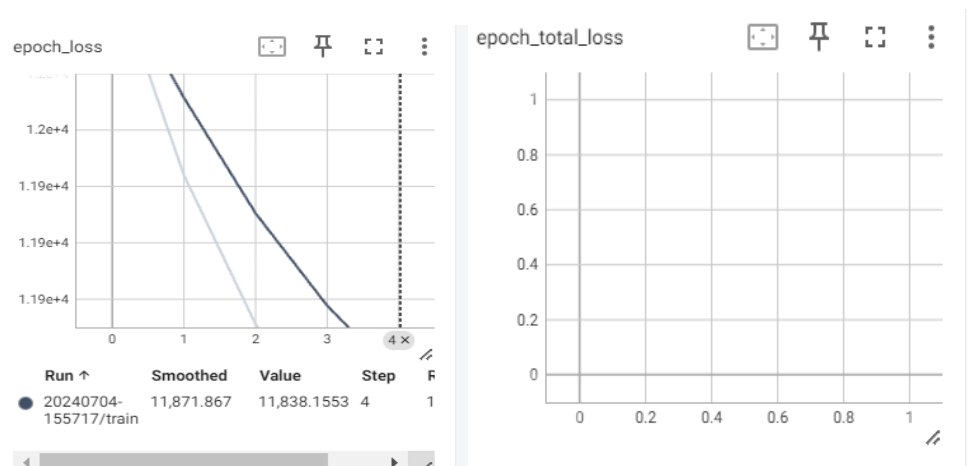 epoch_loss
1.2e+4
1.19e+4
1.19e+4
1.19e+4
0 1 2 3 4 ×
Run ↑ Smoothed Value Step R
20240704-155717/train 11,871.867 11,838.1553 4 1
epoch_total_loss
1
0.8
0.6
0.4
0.2
0
0 0.2 0.4 0.6 0.8 1